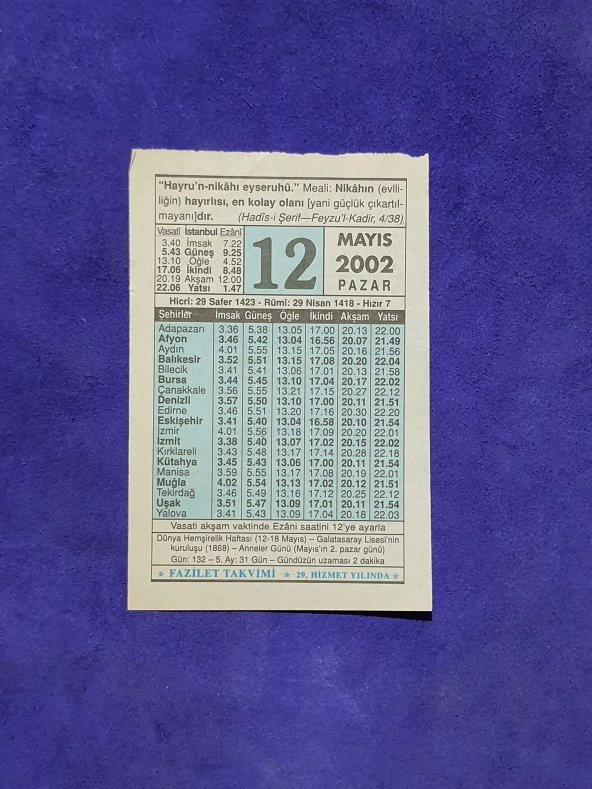 “Hayru’n-nikâhı eyseruhû.” Meali: Nikâhın (evli-
liğin) hayırlısı, en kolay olanı [yani güçlük çıkartıl-
mayanı]dır. (Hadîs-i Şerif—Feyzu’l-Kadir, 4/38)
Vasatî İstanbul Ezânî
3.40 İmsak 7.22
5.43 Güneş 9.25
13.10 Öğle 4.52
17.06 İkindi 8.48
20.19 Akşam 12.00
22.06 Yatsı 1.47
12
MAYIS
2002
PAZAR
Hicrî: 29 Safer 1423 - Rûmî: 29 Nisan 1418 - Hızır 7
Şehirler İmsak Güneş Öğle İkindi Akşam Yatsı
Adapazarı 3.36 5.38 13.05 17.00 20.13 22.00
Afyon 3.46 5.42 13.04 16.56 20.07 21.49
Aydın 4.01 5.55 13.15 17.05 20.16 21.56
Balıkesir 3.52 5.51 13.15 17.08 20.20 22.04
Bilecik 3.41 5.41 13.06 17.01 20.13 21.58
Bursa 3.44 5.45 13.10 17.04 20.17 22.02
Çanakkale 3.56 5.55 13.21 17.15 20.27 22.12
Denizli 3.57 5.50 13.10 17.00 20.11 21.51
Edirne 3.46 5.51 13.20 17.16 20.30 22.20
Eskişehir 3.41 5.40 13.04 16.58 20.10 21.54
İzmir 4.01 5.56 13.18 17.09 20.20 22.01
İzmit 3.38 5.40 13.07 17.02 20.15 22.02
Kırklareli 3.43 5.48 13.17 17.14 20.28 22.18
Kütahya 3.45 5.43 13.06 17.00 20.11 21.54
Manisa 3.59 5.55 13.17 17.08 20.19 22.01
Muğla 4.02 5.54 13.13 17.02 20.12 21.51
Tekirdağ 3.46 5.49 13.16 17.12 20.25 22.12
Uşak 3.51 5.47 13.09 17.01 20.11 21.54
Yalova 3.41 5.43 13.09 17.04 20.18 22.03
Vasati akşam vaktinde Ezâni saatini 12’ye ayarla
Dünya Hemşirelik Haftası (12-18 Mayıs) – Galatasaray Lisesi’nin
kuruluşu (1868) – Anneler Günü (Mayıs’ın 2. pazar günü)
Gün: 132 – 5. Ay: 31 Gün – Gündüzün uzaması 2 dakika
★ FAZİLET TAKVİMİ ★ 29. HİZMET YILINDA ★